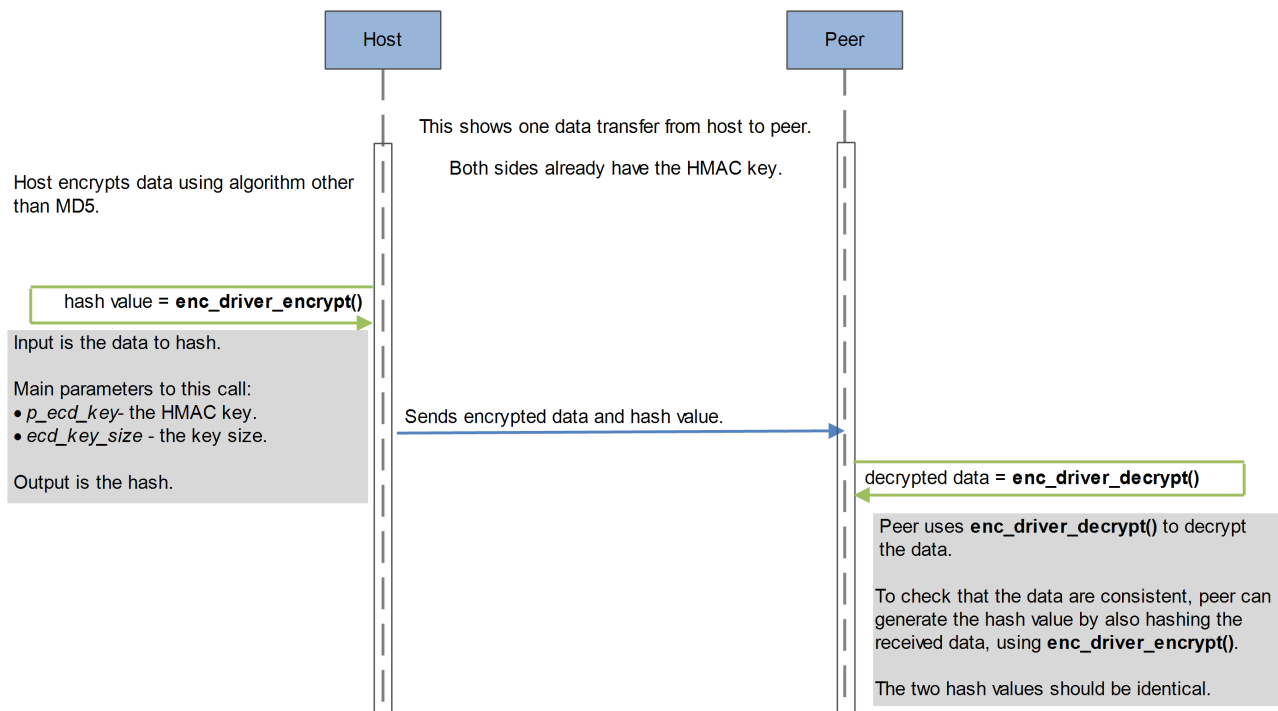 Host
Peer
This shows one data transfer from host to peer.
Both sides already have the HMAC key.
Host encrypts data using algorithm other
than MD5.
hash value = enc_driver_encrypt()
Input is the data to hash.
Main parameters to this call:
• p_ecd_key- the HMAC key.
• ecd_key_size - the key size.
Output is the hash.
Sends encrypted data and hash value.
decrypted data = enc_driver_decrypt()
Peer uses enc_driver_decrypt() to decrypt
the data.
To check that the data are consistent, peer can
generate the hash value by also hashing the
received data, using enc_driver_encrypt().
The two hash values should be identical.